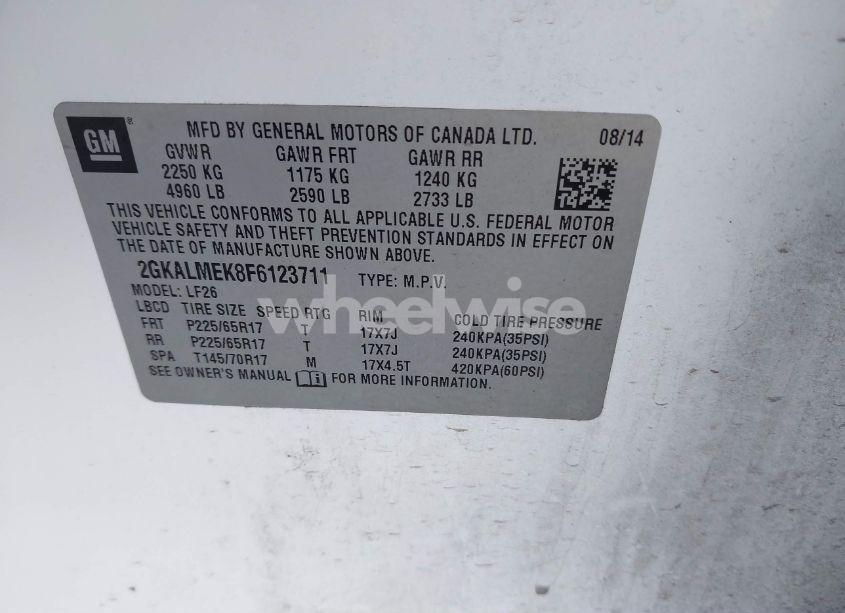 GM
MFD BY GENERAL MOTORS OF CANADA LTD. 08/14
GVWR GAWR FRT GAWR RR
2250 KG 1175 KG 1240 KG
4960 LB 2590 LB 2733 LB
THIS VEHICLE CONFORMS TO ALL APPLICABLE U.S. FEDERAL MOTOR
VEHICLE SAFETY AND THEFT PREVENTION STANDARDS IN EFFECT ON
THE DATE OF MANUFACTURE SHOWN ABOVE.
2GKALMEK8F6123711 TYPE: M.P.V.
MODEL: LF26
LBCD TIRE SIZE SPEED RTG RIM COLD TIRE PRESSURE
FRT P225/65R17 T 17X7J 240KPA(35PSI)
RR P225/65R17 T 17X7J 240KPA(35PSI)
SPA T145/70R17 M 17X4.5T 420KPA(60PSI)
SEE OWNER'S MANUAL FOR MORE INFORMATION.
wheelwise